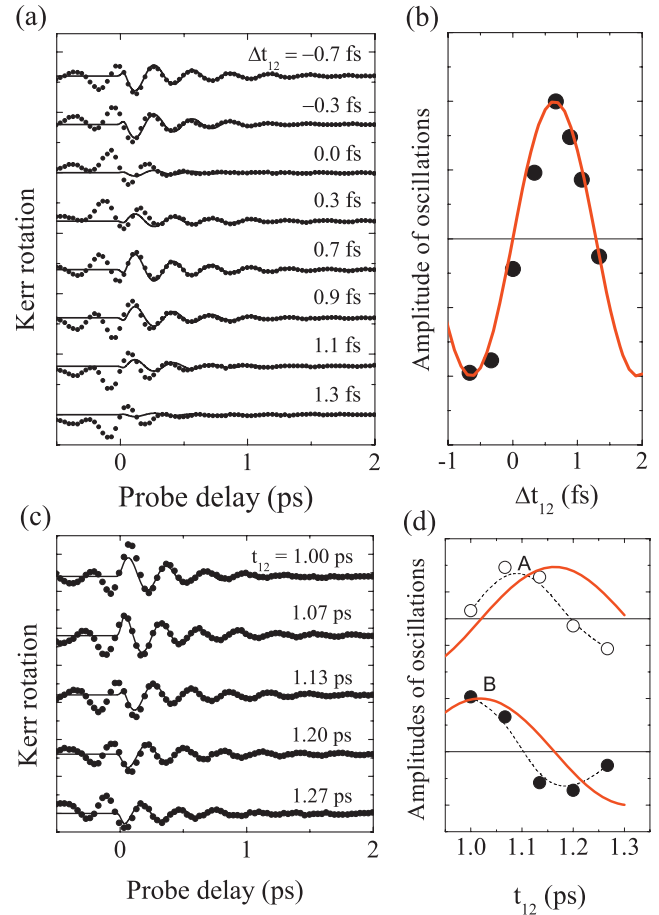 (a)
Δt12 = −0.7 fs
−0.3 fs
0.0 fs
0.3 fs
0.7 fs
0.9 fs
1.1 fs
1.3 fs
Kerr rotation
0 1 2
Probe delay (ps)
(b)
Amplitude of oscillations
-1 0 1 2
Δt12 (fs)
(c)
t12 = 1.00 ps
1.07 ps
1.13 ps
1.20 ps
1.27 ps
Kerr rotation
0 1 2
Probe delay (ps)
(d)
A
B
Amplitudes of oscillations
1.0 1.1 1.2 1.3
t12 (ps)